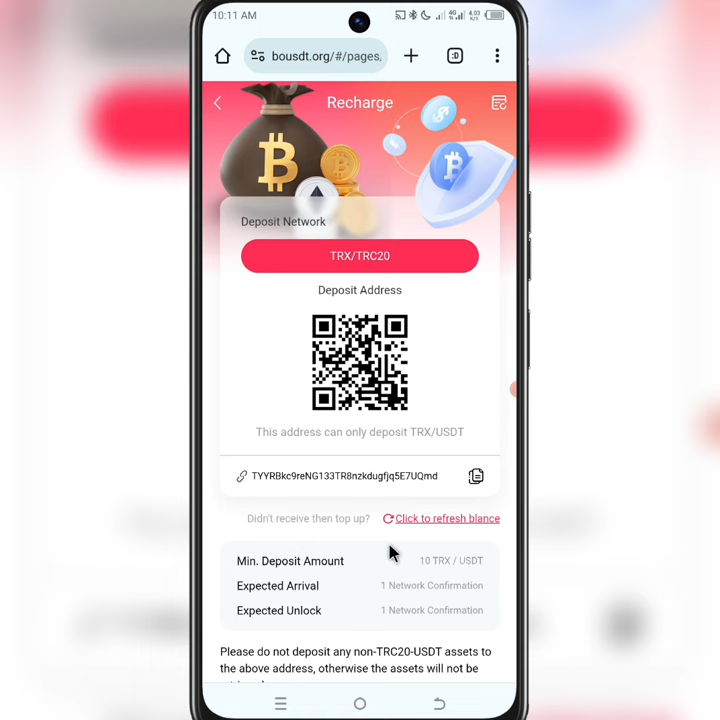 10:11 AM
4G
4.03
K/S
bousdt.org/#/pages,
:D
Recharge
Deposit Network
TRX/TRC20
Deposit Address
This address can only deposit TRX/USDT
TYYRBkc9reNG133TR8nzkdugfjq5E7UQmd
Didn't receive then top up? Click to refresh blance
Min. Deposit Amount 10 TRX / USDT
Expected Arrival 1 Network Confirmation
Expected Unlock 1 Network Confirmation
Please do not deposit any non-TRC20-USDT assets to
the above address, otherwise the assets will not be